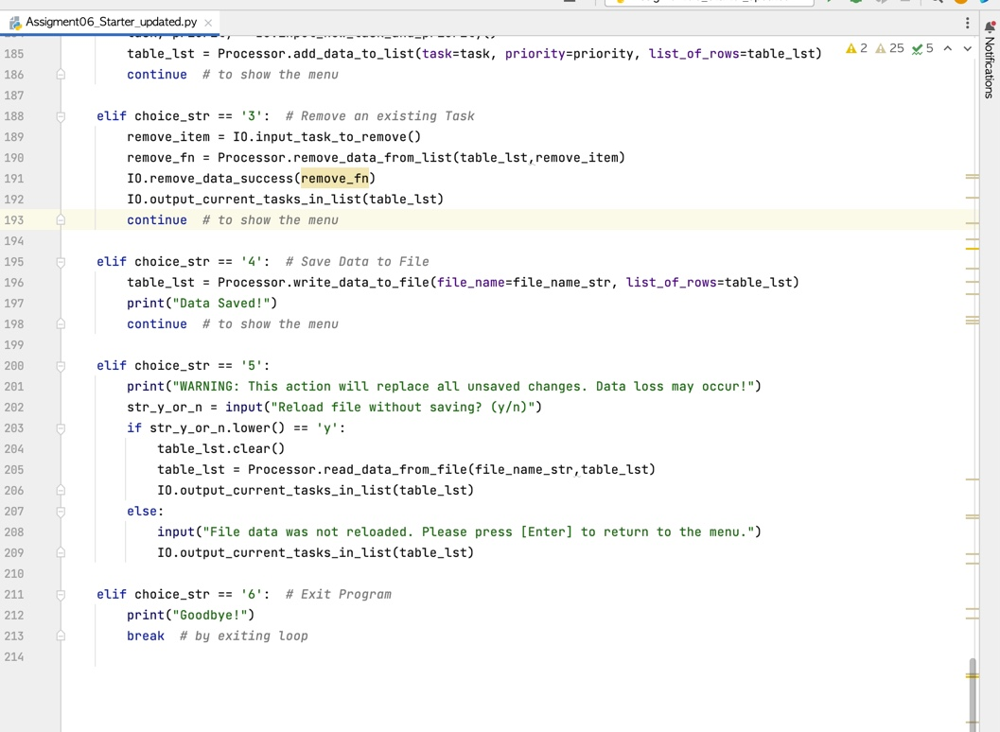 Assigment06_Starter_updated.py
2 25 5
Notifications
185 table_lst = Processor.add_data_to_list(task=task, priority=priority, list_of_rows=table_lst)
186 continue # to show the menu
187
188 elif choice_str == '3': # Remove an existing Task
189 remove_item = IO.input_task_to_remove()
190 remove_fn = Processor.remove_data_from_list(table_lst,remove_item)
191 IO.remove_data_success(remove_fn)
192 IO.output_current_tasks_in_list(table_lst)
193 continue # to show the menu
194
195 elif choice_str == '4': # Save Data to File
196 table_lst = Processor.write_data_to_file(file_name=file_name_str, list_of_rows=table_lst)
197 print("Data Saved!")
198 continue # to show the menu
199
200 elif choice_str == '5':
201 print("WARNING: This action will replace all unsaved changes. Data loss may occur!")
202 str_y_or_n = input("Reload file without saving? (y/n)")
203 if str_y_or_n.lower() == 'y':
204 table_lst.clear()
205 table_lst = Processor.read_data_from_file(file_name_str,table_lst)
206 IO.output_current_tasks_in_list(table_lst)
207 else:
208 input("File data was not reloaded. Please press [Enter] to return to the menu.")
209 IO.output_current_tasks_in_list(table_lst)
210
211 elif choice_str == '6': # Exit Program
212 print("Goodbye!")
213 break # by exiting loop
214